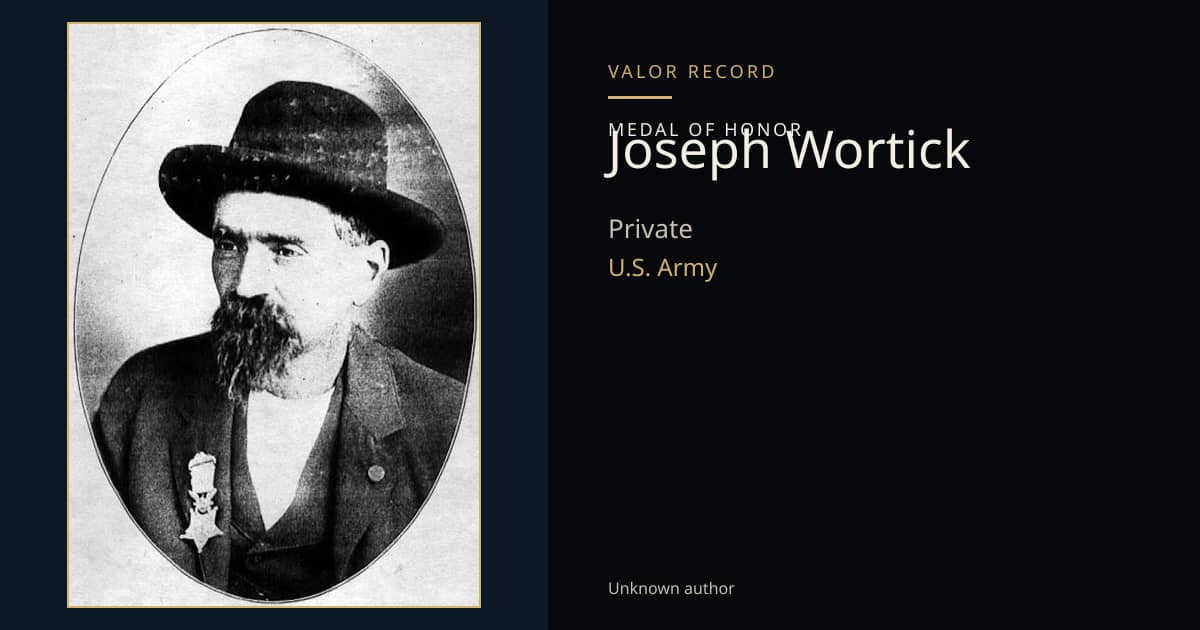 VALOR RECORD
MEDAL OF HONOR
Joseph Wortick
Private
U.S. Army
Unknown author